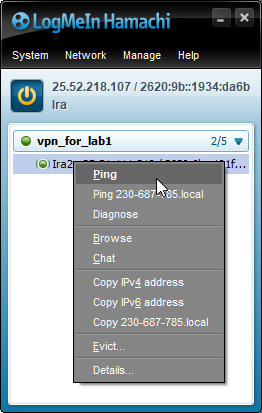 LogMeIn Hamachi
System Network Manage Help
25.52.218.107 / 2620:9b::1934:da6b
Ira
vpn_for_lab1 2/5
Ping
Ping 230-687-785.local
Diagnose
Browse
Chat
Copy IPv4 address
Copy IPv6 address
Copy 230-687-785.local
Evict...
Details...